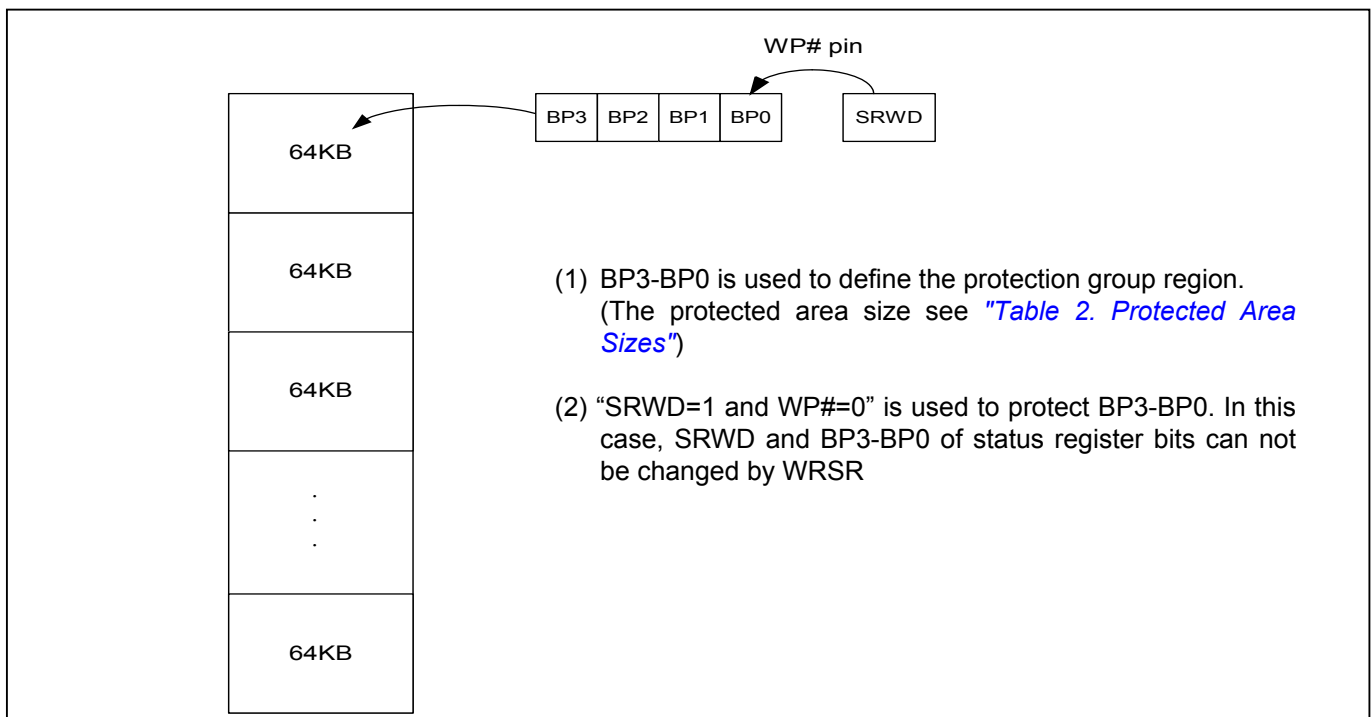 WP# pin
BP3 BP2 BP1 BP0 SRWD
64KB
64KB
64KB
.
.
.
64KB
(1) BP3-BP0 is used to define the protection group region.
(The protected area size see "Table 2. Protected Area
Sizes")
(2) “SRWD=1 and WP#=0” is used to protect BP3-BP0. In this
case, SRWD and BP3-BP0 of status register bits can not
be changed by WRSR